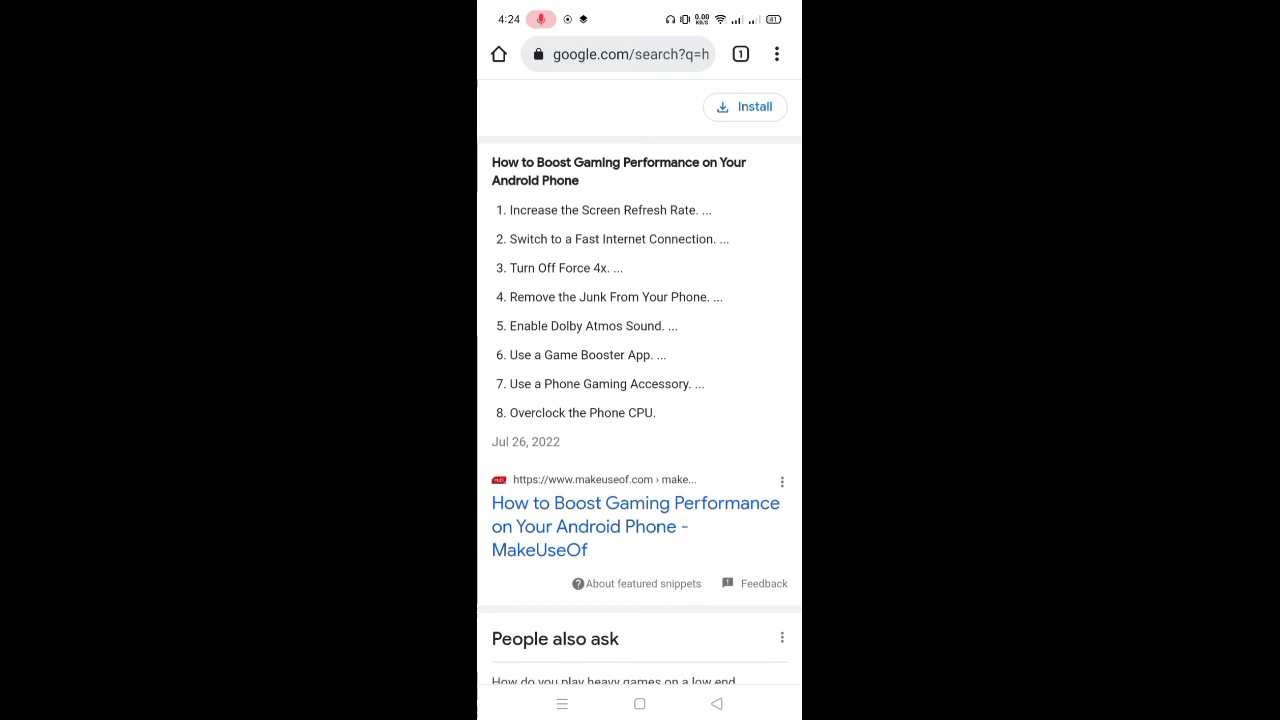 4:24 0.00 KB/S 41
google.com/search?q=h 1
Install
How to Boost Gaming Performance on Your
Android Phone
1. Increase the Screen Refresh Rate. ...
2. Switch to a Fast Internet Connection. ...
3. Turn Off Force 4x. ...
4. Remove the Junk From Your Phone. ...
5. Enable Dolby Atmos Sound. ...
6. Use a Game Booster App. ...
7. Use a Phone Gaming Accessory. ...
8. Overclock the Phone CPU.
Jul 26, 2022
https://www.makeuseof.com › make...
How to Boost Gaming Performance
on Your Android Phone -
MakeUseOf
About featured snippets Feedback
People also ask
How do you play heavy games on a low end